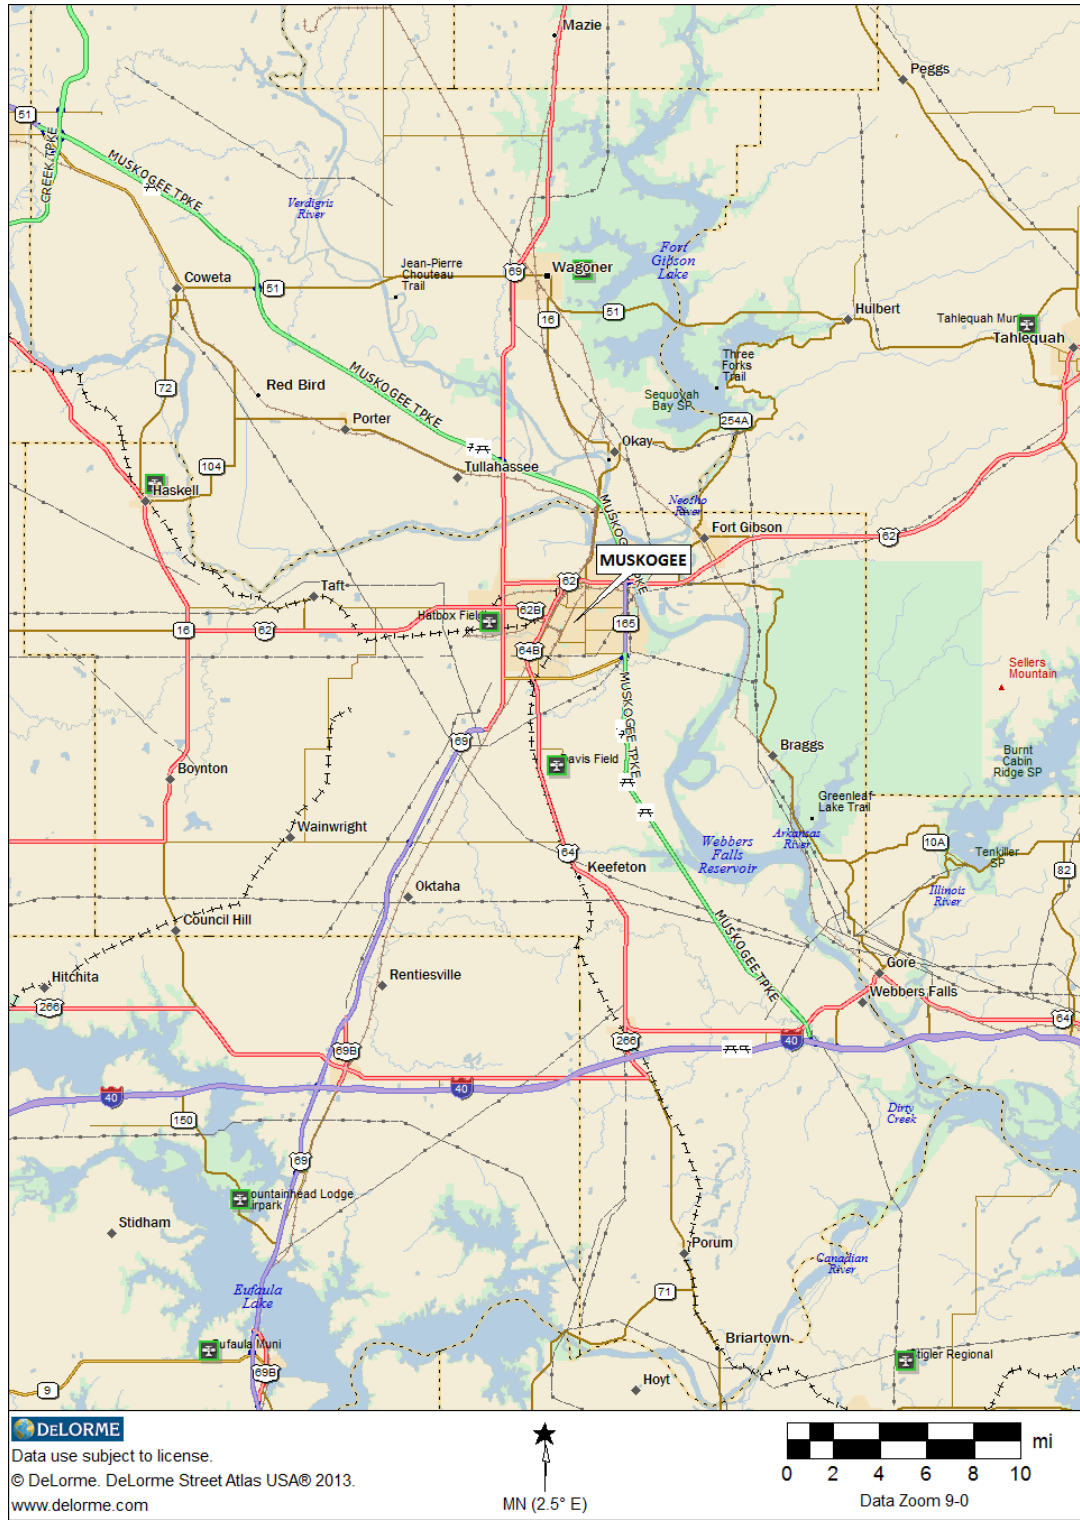 Mazie
Peggs
51
CREEK TPKE
MUSKOGEE TPKE
Verdigris
River
Fort
Gibson
Lake
Jean-Pierre
Chouteau
Trail
69
Wagoner
Coweta
51
16
51
Hulbert
Tahlequah Muni
Tahlequah
Three
Forks
Trail
72
Red Bird
MUSKOGEE TPKE
Sequoyah
Bay SP
254A
Porter
Okay
104
Tullahassee
Haskell
Neosho
River
MUSKOGEE TPKE
Fort Gibson
62
MUSKOGEE
Taft
62
Hatbox Field
62B
165
16
62
64B
MUSKOGEE TPKE
Sellers
Mountain
69
Braggs
Burnt
Cabin
Ridge SP
Davis Field
Boynton
Greenleaf
Lake Trail
Wainwright
Arkansas
River
Webbers
Falls
Reservoir
10A
Tenkiller
SP
64
Keefeton
82
Oktaha
Illinois
River
Council Hill
MUSKOGEE TPKE
Gore
Hitchita
Rentiesville
Webbers Falls
266
64
69B
266
40
40
40
150
Dirty
Creek
69
ountainhead Lodge
irpark
Stidham
Porum
Canadian
River
Eufaula
Lake
71
Briartown
Eufaula Muni
Stigler Regional
69B
Hoyt
9
DELORME
Data use subject to license.
© DeLorme. DeLorme Street Atlas USA® 2013.
www.delorme.com
MN (2.5° E)
mi
0 2 4 6 8 10
Data Zoom 9-0